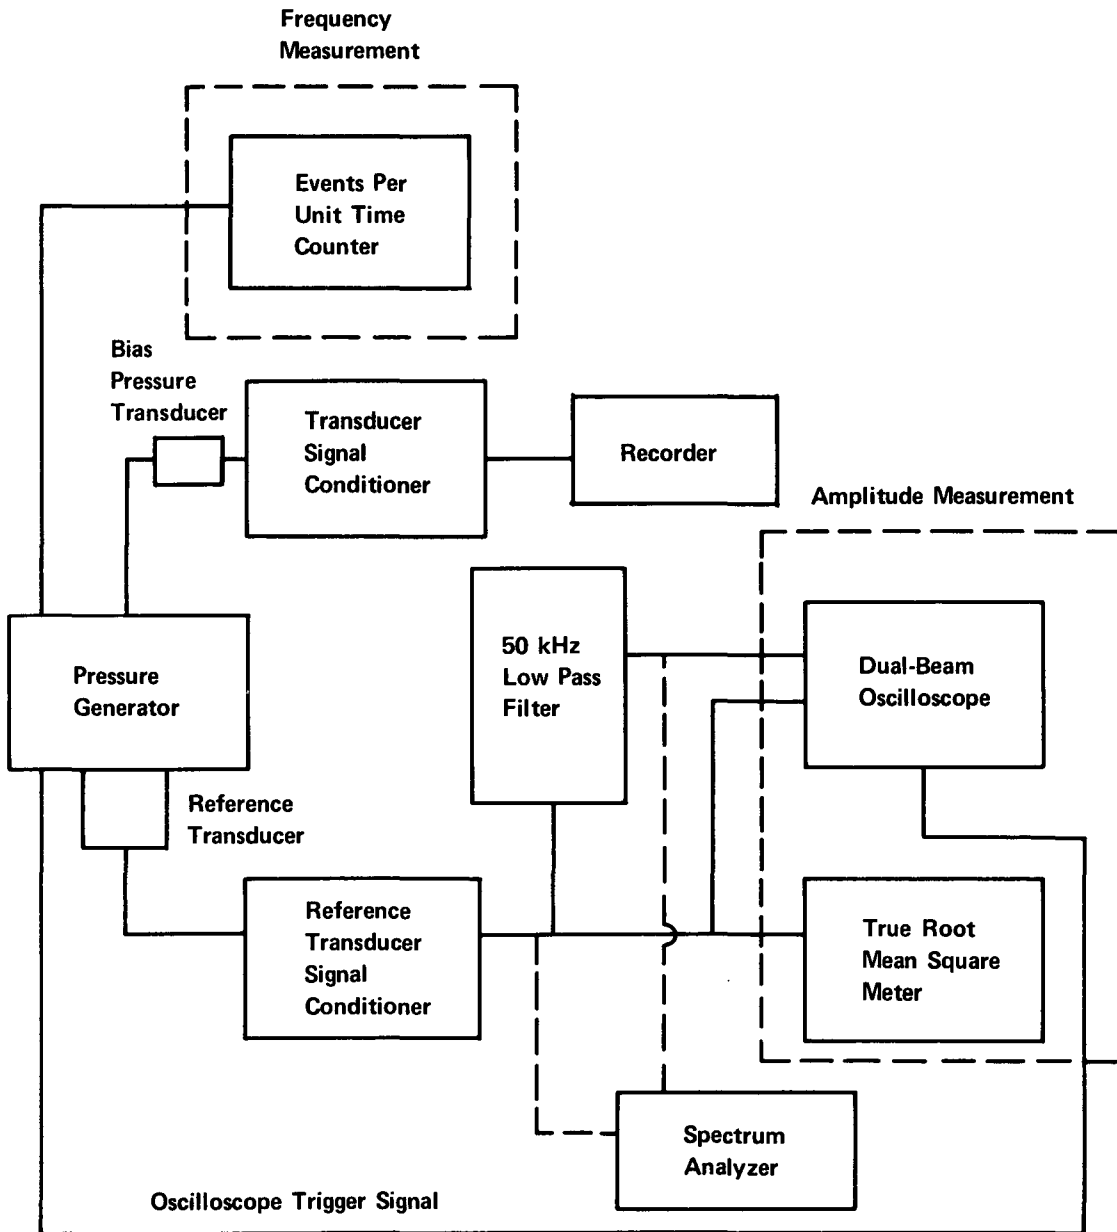 Frequency
Measurement
Events Per
Unit Time
Counter
Bias
Pressure
Transducer
Transducer
Signal
Conditioner
Recorder
Amplitude Measurement
50 kHz
Low Pass
Filter
Dual-Beam
Oscilloscope
Pressure
Generator
Reference
Transducer
Reference
Transducer
Signal
Conditioner
True Root
Mean Square
Meter
Spectrum
Analyzer
Oscilloscope Trigger Signal